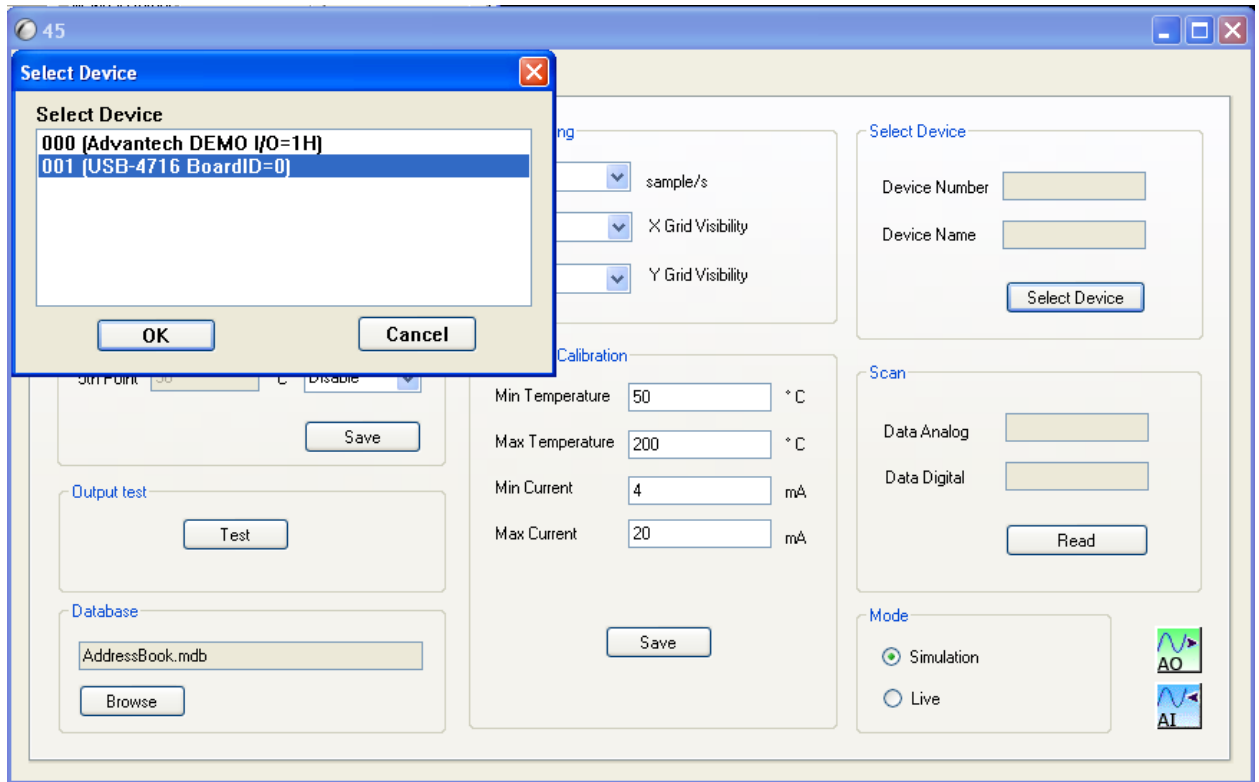 45
Select Device
Select Device
000 (Advantech DEMO I/O=1H)
001 (USB-4716 BoardID=0)
OK
Cancel
ng
sample/s
X Grid Visibility
Y Grid Visibility
Select Device
Device Number
Device Name
Select Device
5th Point
C
Disable
Save
Output test
Test
Database
AddressBook.mdb
Browse
Calibration
Min Temperature 50 ° C
Max Temperature 200 ° C
Min Current 4 mA
Max Current 20 mA
Save
Scan
Data Analog
Data Digital
Read
Mode
Simulation
Live
AO
AI